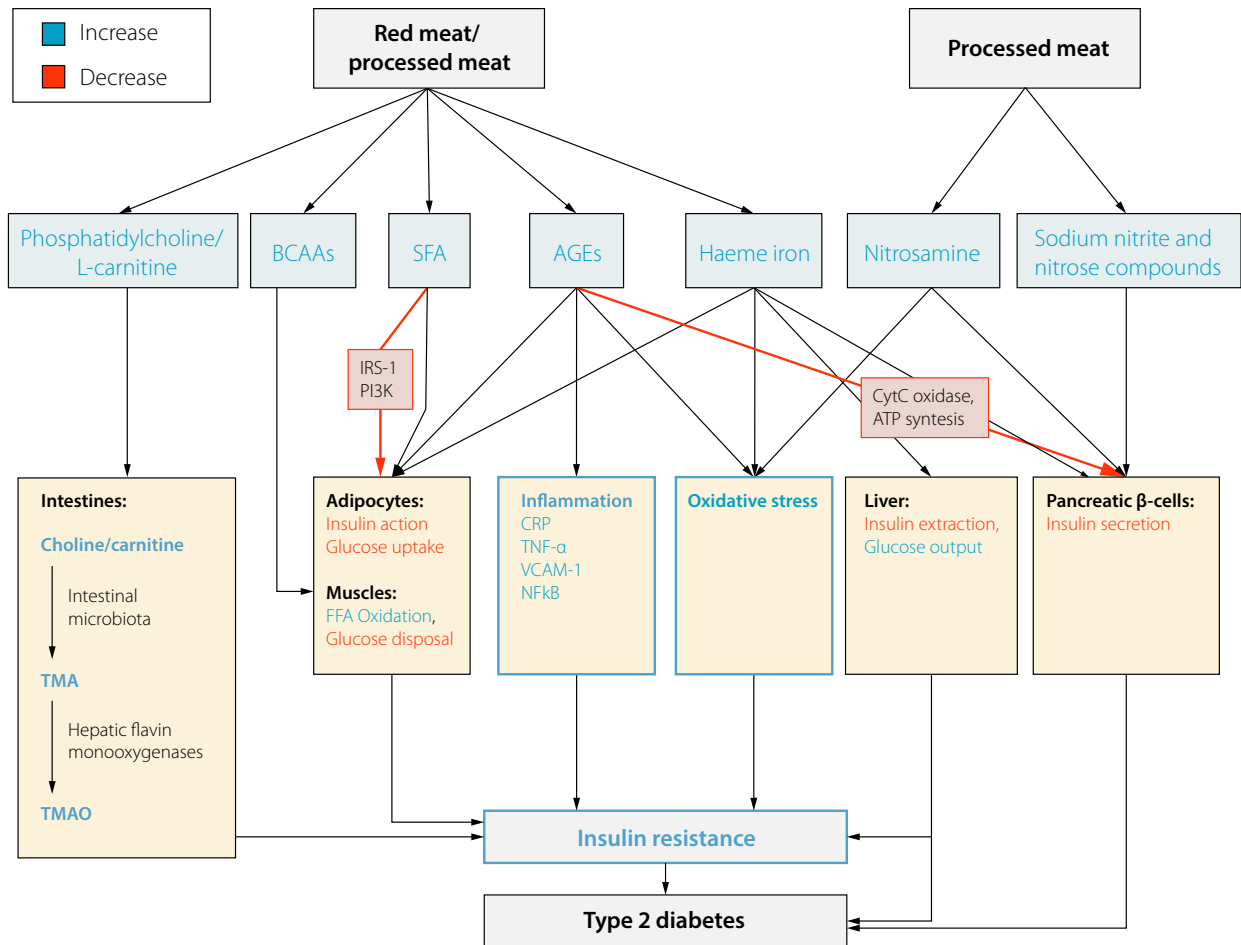 Increase
Decrease
Red meat/
processed meat
Processed meat
Phosphatidylcholine/
L-carnitine
BCAAs
SFA
AGEs
Haeme iron
Nitrosamine
Sodium nitrite and
nitrose compounds
IRS-1
PI3K
CytC oxidase,
ATP syntesis
Intestines:
Choline/carnitine
Intestinal
microbiota
TMA
Hepatic flavin
monooxygenases
TMAO
Adipocytes:
Insulin action
Glucose uptake
Muscles:
FFA Oxidation,
Glucose disposal
Inflammation
CRP
TNF-α
VCAM-1
NFkB
Oxidative stress
Liver:
Insulin extraction,
Glucose output
Pancreatic β-cells:
Insulin secretion
Insulin resistance
Type 2 diabetes